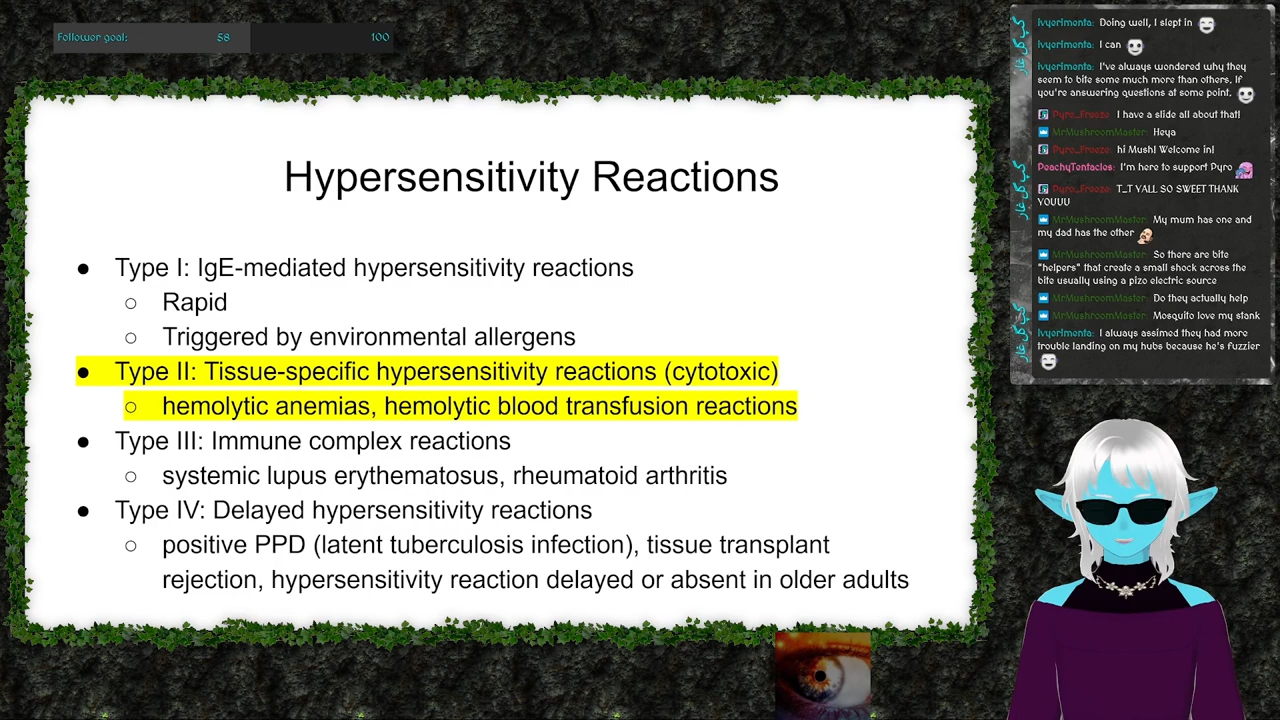 Follower goal: 58 100
Hypersensitivity Reactions
● Type I: IgE-mediated hypersensitivity reactions
○ Rapid
○ Triggered by environmental allergens
● Type II: Tissue-specific hypersensitivity reactions (cytotoxic)
○ hemolytic anemias, hemolytic blood transfusion reactions
● Type III: Immune complex reactions
○ systemic lupus erythematosus, rheumatoid arthritis
● Type IV: Delayed hypersensitivity reactions
○ positive PPD (latent tuberculosis infection), tissue transplant
rejection, hypersensitivity reaction delayed or absent in older adults
Ivyerimenta: Doing well, I slept in
Ivyerimenta: I can
Ivyerimenta: I've always wondered why they
seem to bite some much more than others. If
you're answering questions at some point.
Pyro_Freeze: I have a slide all about that!
MrMushroomMaster: Heya
Pyro_Freeze: hi Mush! Welcome in!
PeachyTentacles: I'm here to support Pyro
Pyro_Freeze: T_T YALL SO SWEET THANK
YOUUU
MrMushroomMaster: My mum has one and
my dad has the other
MrMushroomMaster: So there are bite
"helpers" that create a small shock across the
bite usually using a pizo electric source
MrMushroomMaster: Do they actually help
MrMushroomMaster: Mosquito love my stank
Ivyerimenta: I always assimed they had more
trouble landing on my hubs because he's fuzzier